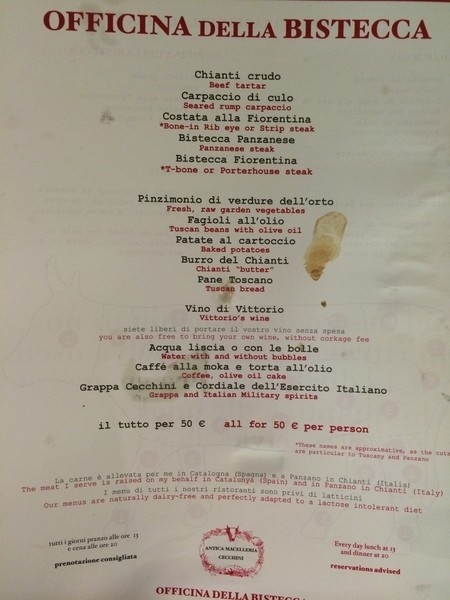 OFFICINA DELLA BISTECCA
Chianti crudo
Beef tartar
Carpaccio di culo
Seared rump carpaccio
Costata alla Fiorentina
*Bone-in Rib eye or Strip steak
Bistecca Panzanese
Panzanese steak
Bistecca Fiorentina
*T-bone or Porterhouse steak
Pinzimonio di verdure dell'orto
Fresh, raw garden vegetables
Fagioli all'olio
Tuscan beans with olive oil
Patate al cartoccio
Baked potatoes
Burro del Chianti
Chianti "butter"
Pane Toscano
Tuscan bread
Vino di Vittorio
Vittorio's wine
siete liberi di portare il vostro vino senza spesa
you are also free to bring your own wine, without corkage fee
Acqua liscia o con le bolle
Water with and without bubbles
Caffé alla moka e torta all'olio
Coffee, olive oil cake
Grappa Cecchini e Cordiale dell'Esercito Italiano
Grappa and Italian Military spirits
il tutto per 50 € all for 50 € per person
*These names are approximative, as the cuts
are particular to Tuscany and Panzano
La carne è allevata per me in Catalogna (Spagna) e a Panzano in Chianti (Italia)
The meat I serve is raised on my behalf in Catalunya (Spain) and in Panzano in Chianti (Italy)
I menu di tutti i nostri ristoranti sono privi di latticini
Our menus are naturally dairy-free and perfectly adapted to a lactose intolerant diet
tutti i giorni pranzo alle ore 13
e cena alle ore 20
prenotazione consigliata
ANTICA MACELLERIA
CECCHINI
Every day lunch at 13
and dinner at 20
reservations advised
OFFICINA DELLA BISTECCA